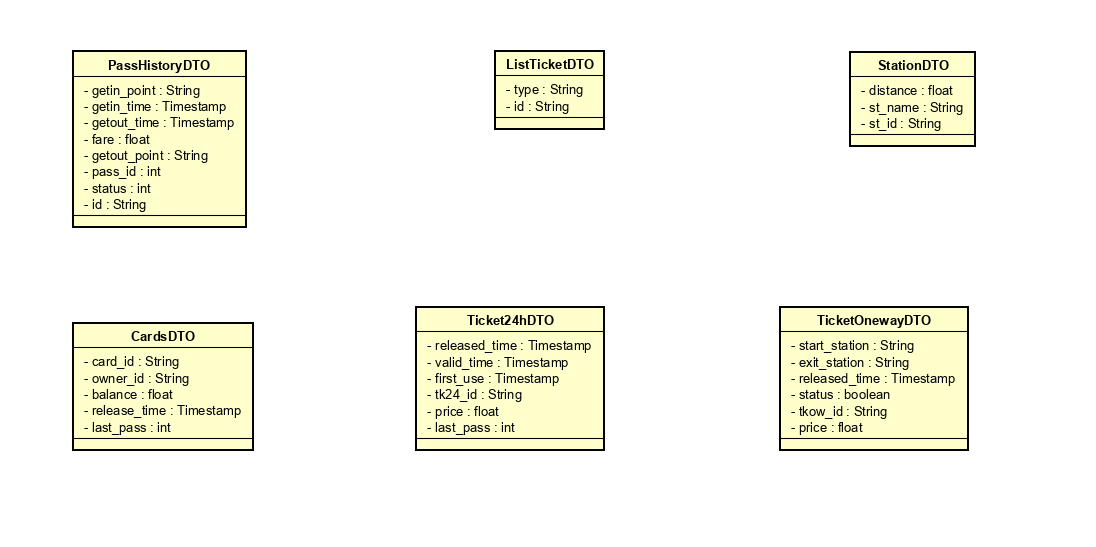 PassHistoryDTO
- getin_point : String
- getin_time : Timestamp
- getout_time : Timestamp
- fare : float
- getout_point : String
- pass_id : int
- status : int
- id : String
ListTicketDTO
- type : String
- id : String
StationDTO
- distance : float
- st_name : String
- st_id : String
CardsDTO
- card_id : String
- owner_id : String
- balance : float
- release_time : Timestamp
- last_pass : int
Ticket24hDTO
- released_time : Timestamp
- valid_time : Timestamp
- first_use : Timestamp
- tk24_id : String
- price : float
- last_pass : int
TicketOnewayDTO
- start_station : String
- exit_station : String
- released_time : Timestamp
- status : boolean
- tkow_id : String
- price : float